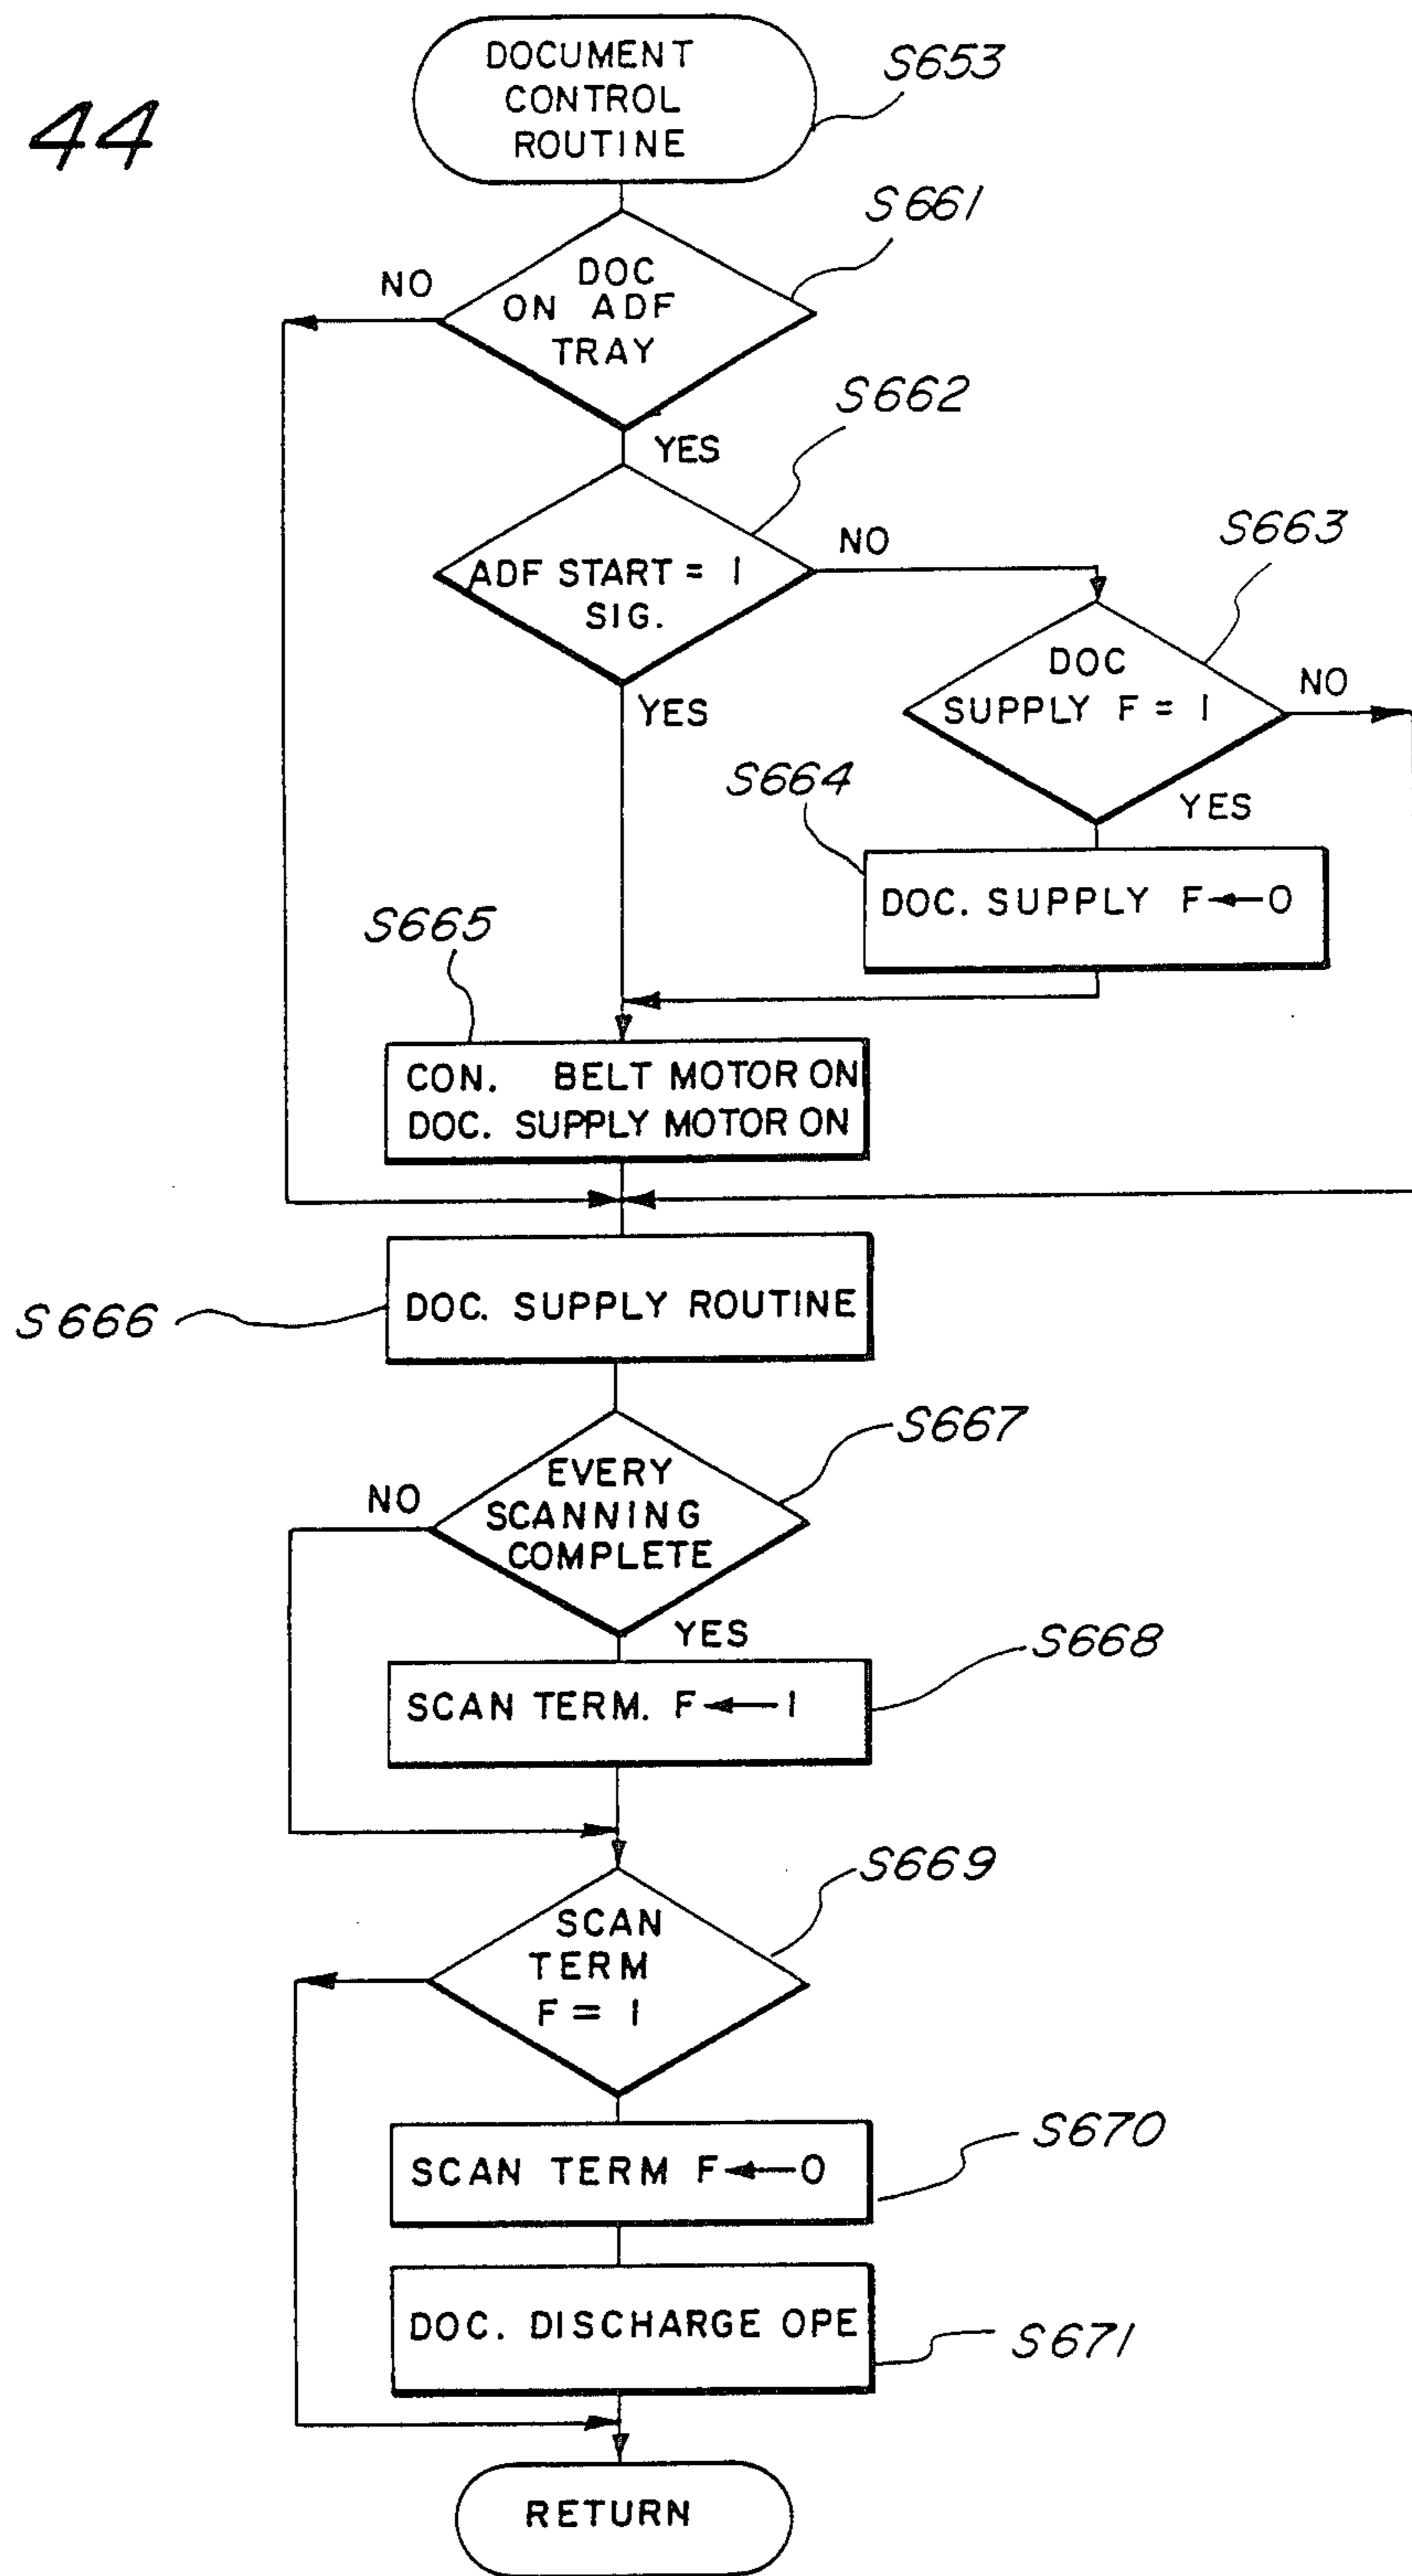 44
DOCUMENT
CONTROL
ROUTINE
S653
S661
NO
DOC
ON ADF
TRAY
YES
S662
ADF START = 1
SIG.
NO
YES
S663
DOC
SUPPLY F = 1
NO
YES
S664
DOC. SUPPLY F←0
S665
CON. BELT MOTOR ON
DOC. SUPPLY MOTOR ON
S666
DOC. SUPPLY ROUTINE
S667
NO
EVERY
SCANNING
COMPLETE
YES
S668
SCAN TERM. F←1
S669
SCAN
TERM
F = 1
S670
SCAN TERM F←0
DOC. DISCHARGE OPE
S671
RETURN